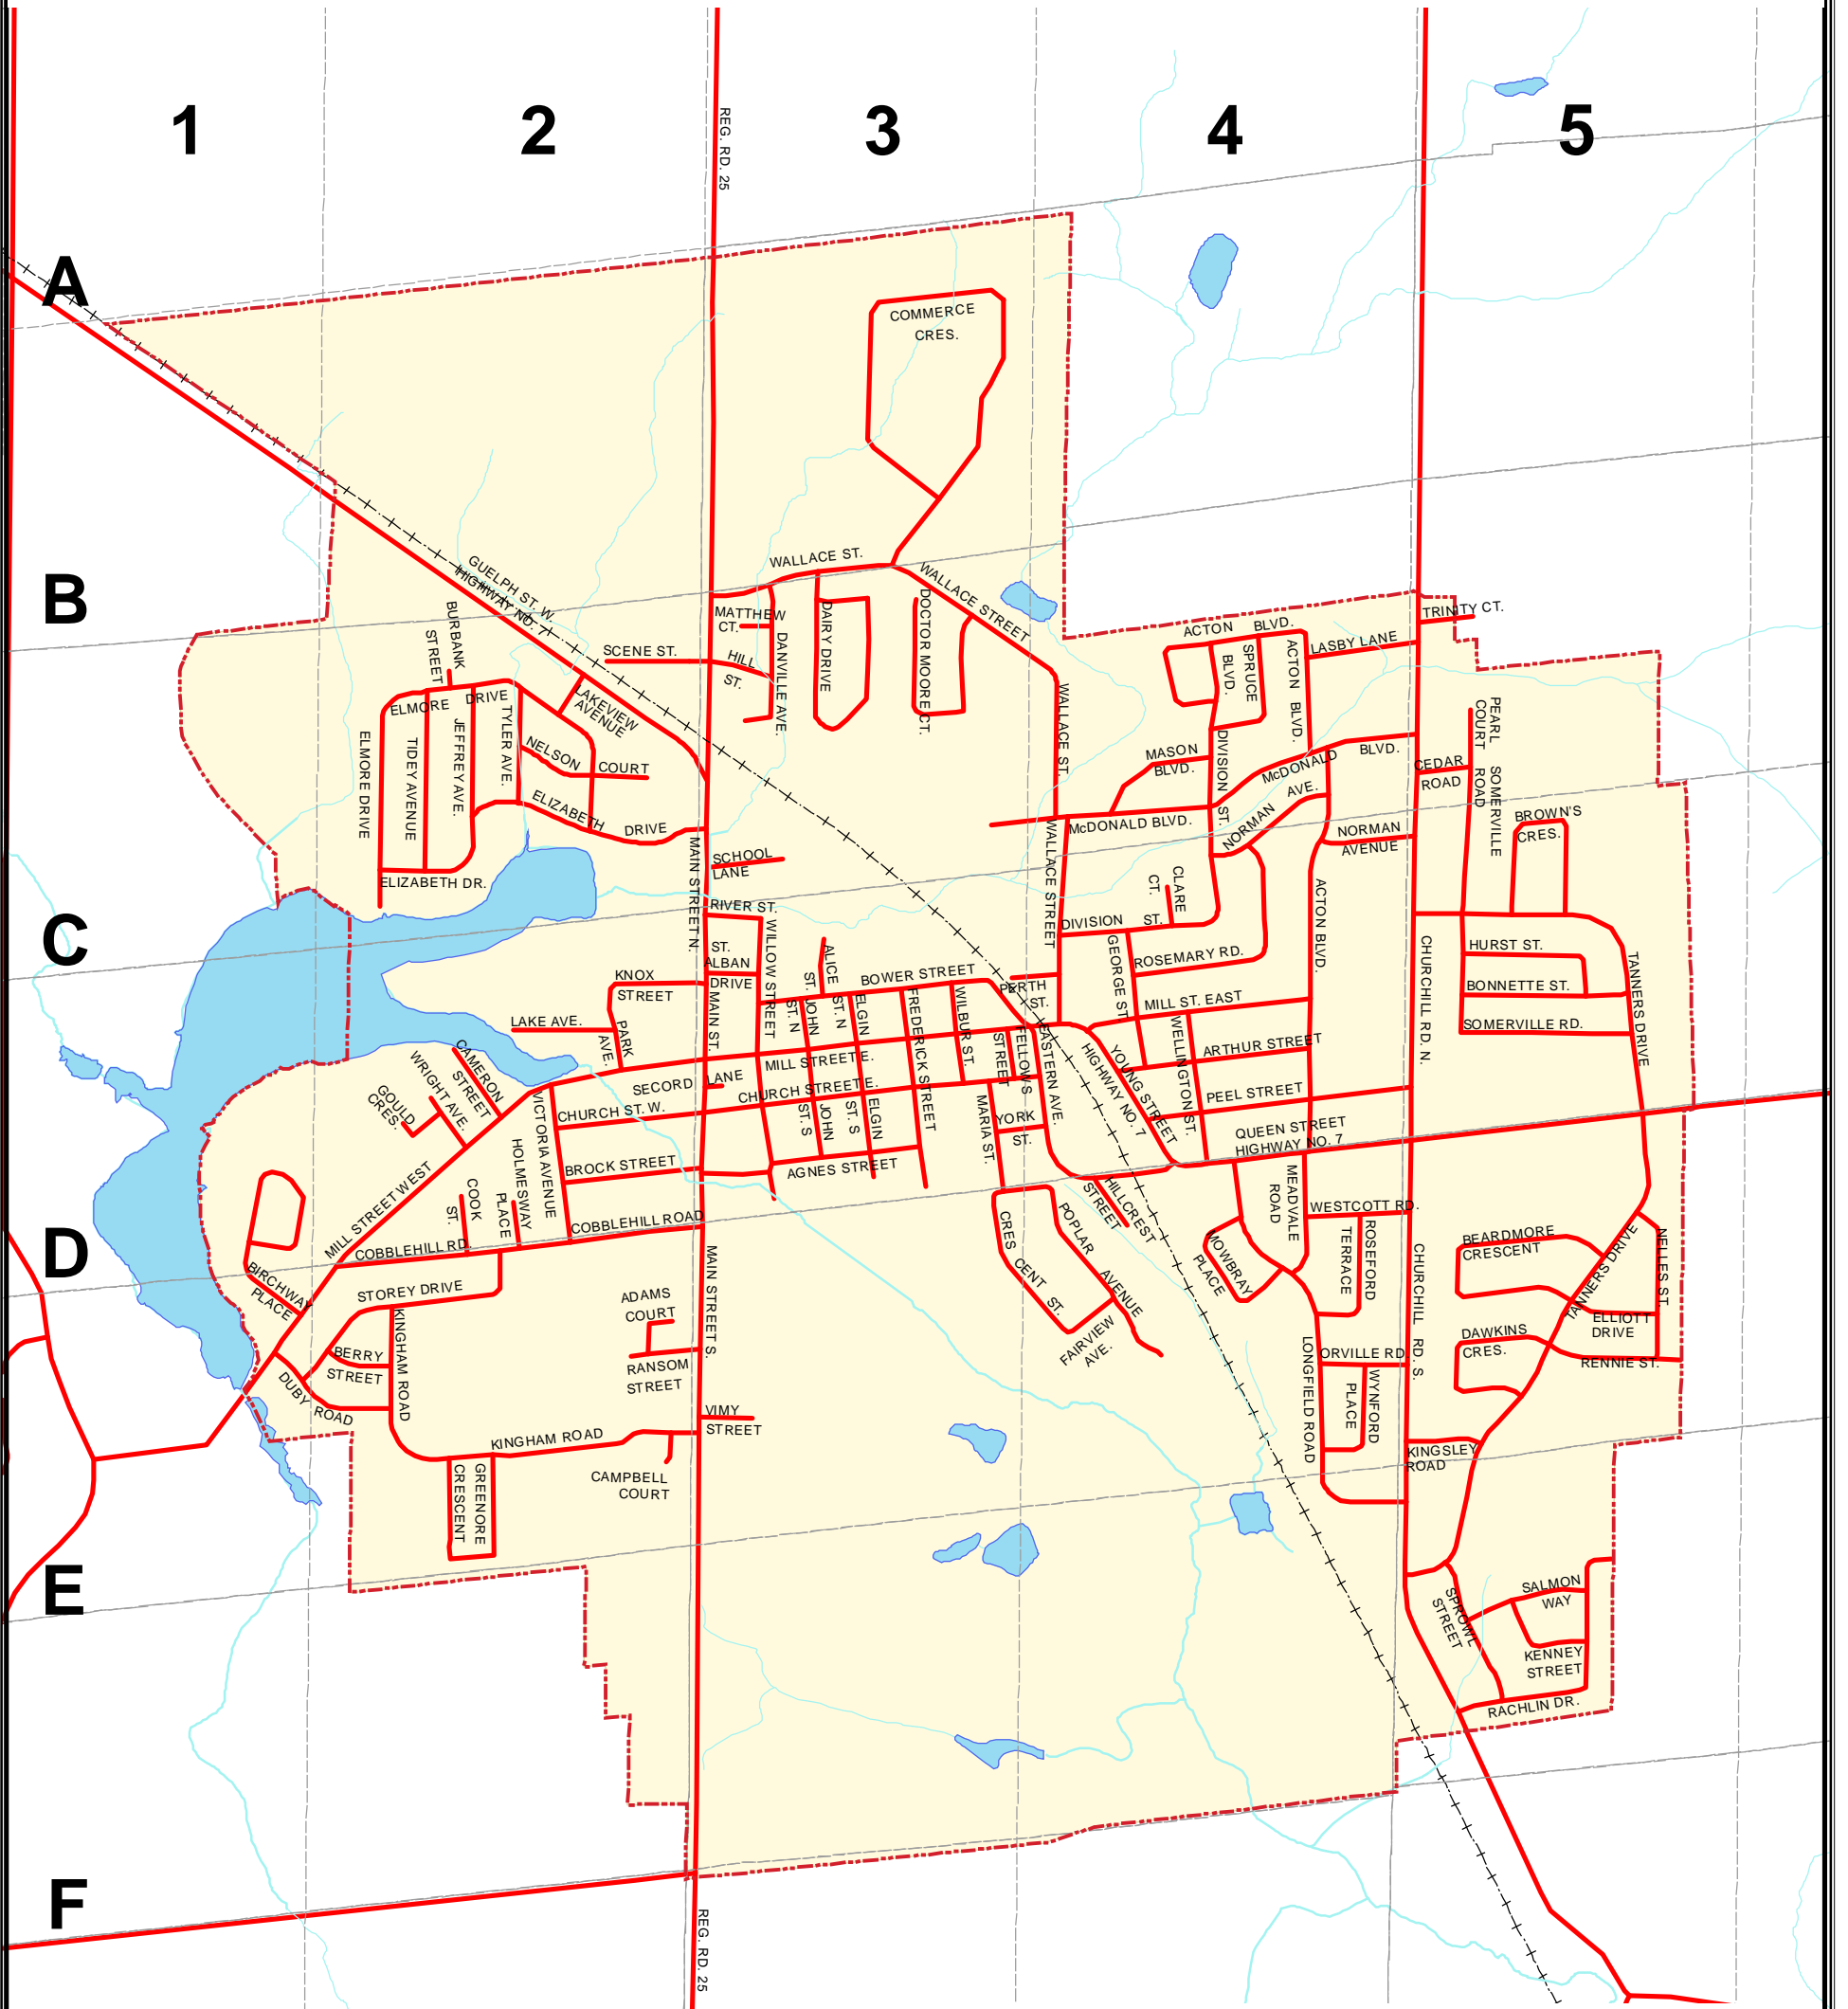 1
2
3
4
5
REG. RD. 25
A
COMMERCE
CRES.
B
GUELPH ST. W.
HIGHWAY NO. 7
WALLACE ST.
WALLACE STREET
MATTHEW
CT.
DANVILLE AVE.
DAIRY DRIVE
DOCTOR MOORE CT.
BURBANK
STREET
SCENE ST.
HILL
ST.
ACTON BLVD.
BLVD.
SPRUCE
ACTON BLVD.
LASBY LANE
TRINITY CT.
ELMORE DRIVE
LAKEVIEW
AVENUE
ELMORE DRIVE
TIDEY AVENUE
JEFFREY AVE.
TYLER AVE.
NELSON
COURT
ELIZABETH
DRIVE
ELIZABETH DR.
WALLACE ST.
MASON
BLVD.
DIVISION ST.
McDONALD BLVD.
McDONALD BLVD.
NORMAN AVE.
NORMAN
AVENUE
CEDAR
ROAD
PEARL
COURT
SOMERVILLE
ROAD
BROWN'S
CRES.
C
MAIN STREET N.
SCHOOL
LANE
RIVER ST.
WILLOW STREET
ST.
ALBAN
DRIVE
KNOX
STREET
LAKE AVE.
PARK
AVE.
MAIN ST.
ALICE
ST.
BOWER STREET
JOHN
ST. N
ELGIN
ST. N
FREDERICK STREET
WILBUR ST.
WALLACE STREET
PERTH
ST.
DIVISION ST.
CLARE
CT.
GEORGE ST.
ROSEMARY RD.
MILL ST. EAST
ACTON BLVD.
CHURCHILL RD. N.
HURST ST.
BONNETTE ST.
SOMERVILLE RD.
TANNERS DRIVE
CAMERON
STREET
WRIGHT AVE.
GOULD
CRES.
MILL STREET E.
SECORD LANE
CHURCH ST. W.
CHURCH STREET E.
FELLOWS
STREET
EASTERN AVE.
HIGHWAY NO. 7
YOUNG STREET
WELLINGTON ST.
ARTHUR STREET
PEEL STREET
QUEEN STREET
HIGHWAY NO. 7
VICTORIA AVENUE
JOHN
ST. S
ELGIN
ST. S
MARIA ST.
YORK
ST.
BROCK STREET
AGNES STREET
HOLMESWAY
PLACE
COOK
ST.
MILL STREET WEST
COBBLEHILL RD.
COBBLEHILL ROAD
D
BIRCHWAY
PLACE
STOREY DRIVE
ADAMS
COURT
RANSOM
STREET
MAIN STREET S.
BERRY
STREET
DUBY ROAD
KINGHAM ROAD
KINGHAM ROAD
VIMY
STREET
CAMPBELL
COURT
GREENORE
CRESCENT
HILLCREST
STREET
POPLAR
AVENUE
CRES CENT ST.
FAIRVIEW
AVE.
MEADVALE
ROAD
MOWBRAY
PLACE
WESTCOTT RD.
ROSEFORD
TERRACE
CHURCHILL RD. S.
ORVILLE RD.
LONGFIELD ROAD
WYNFORD
PLACE
KINGSLEY
ROAD
BEARDMORE
CRESCENT
TANNERS DRIVE
NELLES ST.
ELLIOTT
DRIVE
DAWKINS
CRES.
RENNIE ST.
E
SPROWL
STREET
SALMON
WAY
KENNEY
STREET
RACHLIN DR.
F
REG. RD. 25